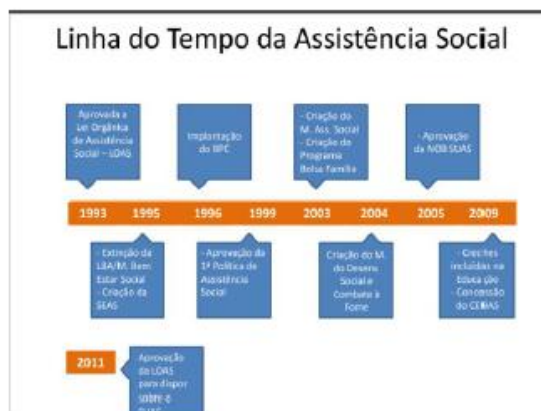 Linha do Tempo da Assistência Social
Aprovada a
Lei Orgânica
de Assistência
Social – LOAS
Implantação
do BPC
- Criação do
M. Ass. Social
- Criação do
Programa
Bolsa Família
- Aprovação
da NOB SUAS
1993 1995 1996 1999 2003 2004 2005 2009
- Extinção da
LBA/M. Bem
Estar Social
- Criação da
SEAS
- Aprovação da
1ª Política de
Assistência
Social
Criação do M.
do Desenv.
Social e
Combate à
Fome
- Creches
incluídas na
Educação
- Concessão
do CEBAS
2011
Aprovação
da LOAS
para dispor
sobre o